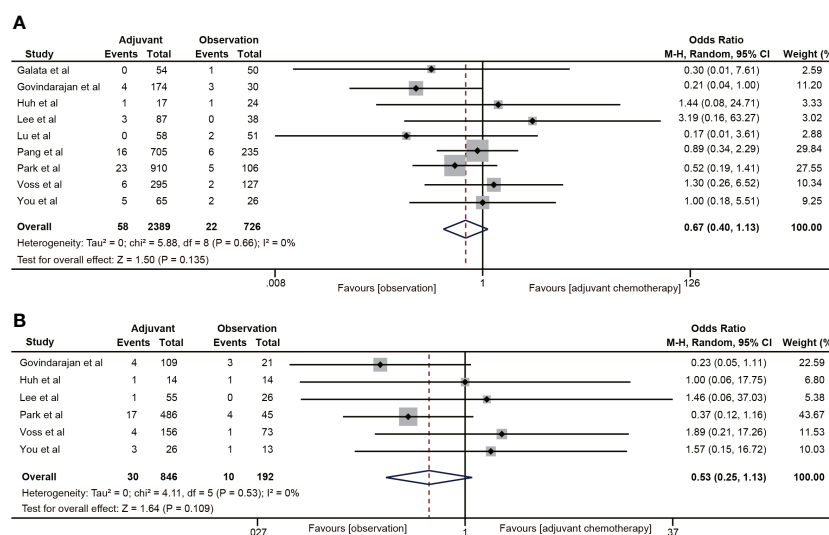 A
Adjuvant Observation Odds Ratio
Study Events Total Events Total M-H, Random, 95% CI Weight (%
Galata et al 0 54 1 50 0.30 (0.01, 7.61) 2.59
Govindarajan et al 4 174 3 30 0.21 (0.04, 1.00) 11.20
Huh et al 1 17 1 24 1.44 (0.08, 24.71) 3.33
Lee et al 3 87 0 38 3.19 (0.16, 63.27) 3.02
Lu et al 0 58 2 51 0.17 (0.01, 3.61) 2.88
Pang et al 16 705 6 235 0.89 (0.34, 2.29) 29.84
Park et al 23 910 5 106 0.52 (0.19, 1.41) 27.55
Voss et al 6 295 2 127 1.30 (0.26, 6.52) 10.34
You et al 5 65 2 26 1.00 (0.18, 5.51) 9.25
Overall 58 2389 22 726 0.67 (0.40, 1.13) 100.00
Heterogeneity: Tau² = 0; chi² = 5.88, df = 8 (P = 0.66); I² = 0%
Test for overall effect: Z = 1.50 (P = 0.135)
.008 Favours [observation] 1 Favours [adjuvant chemotherapy] 126
B
Adjuvant Observation Odds Ratio
Study Events Total Events Total M-H, Random, 95% CI Weight (%
Govindarajan et al 4 109 3 21 0.23 (0.05, 1.11) 22.59
Huh et al 1 14 1 14 1.00 (0.06, 17.75) 6.80
Lee et al 1 55 0 26 1.46 (0.06, 37.03) 5.38
Park et al 17 486 4 45 0.37 (0.12, 1.16) 43.67
Voss et al 4 156 1 73 1.89 (0.21, 17.26) 11.53
You et al 3 26 1 13 1.57 (0.15, 16.72) 10.03
Overall 30 846 10 192 0.53 (0.25, 1.13) 100.00
Heterogeneity: Tau² = 0; chi² = 4.11, df = 5 (P = 0.53); I² = 0%
Test for overall effect: Z = 1.64 (P = 0.109)
027 Favours [observation] 1 Favours [adjuvant chemotherapy] 37